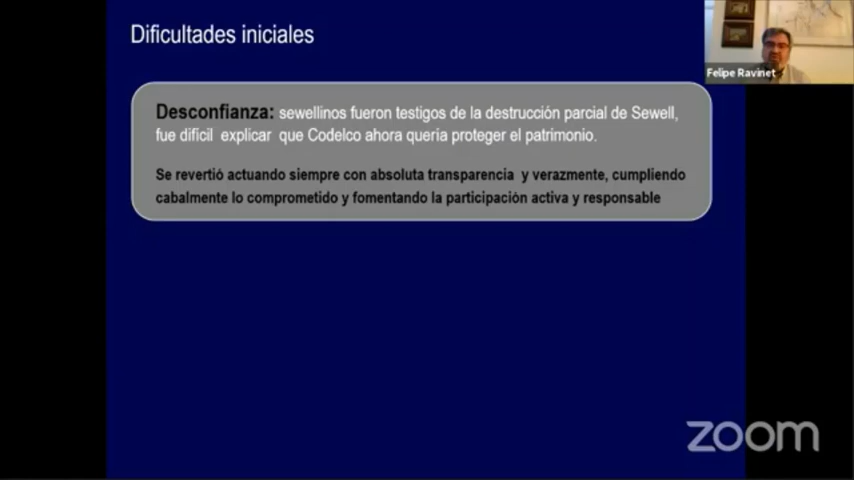 Dificultades iniciales
Felipe Ravinet
Desconfianza: sewellinos fueron testigos de la destrucción parcial de Sewell,
fue difícil explicar que Codelco ahora quería proteger el patrimonio.
Se revertió actuando siempre con absoluta transparencia y verazmente, cumpliendo
cabalmente lo comprometido y fomentando la participación activa y responsable
zoom